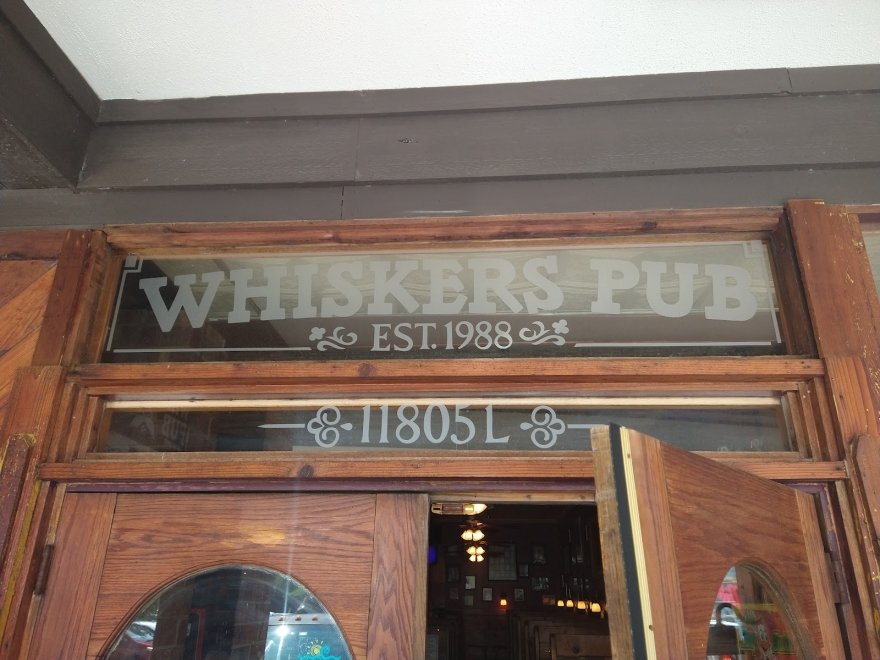 WHISKERS PUB
EST. 1988
11805L